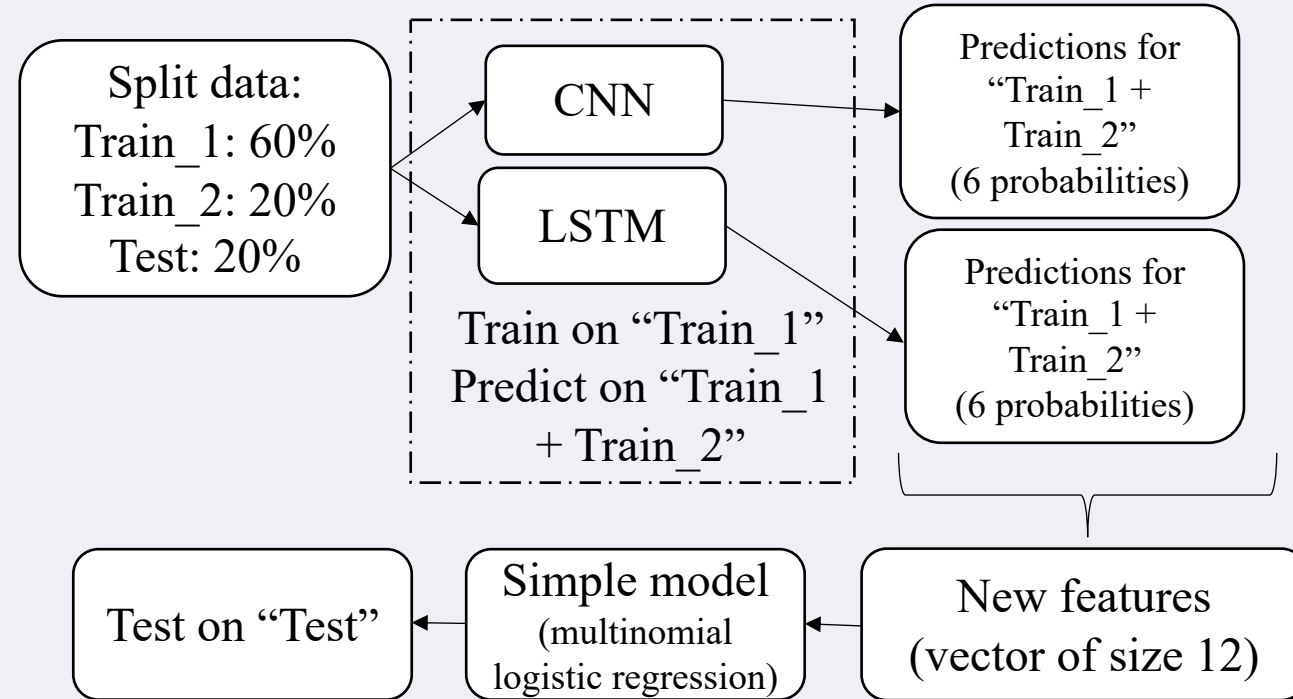 Split data:
Train_1: 60%
Train_2: 20%
Test: 20%
CNN
LSTM
Train on “Train_1”
Predict on “Train_1
+ Train_2”
Predictions for
“Train_1 +
Train_2”
(6 probabilities)
Predictions for
“Train_1 +
Train_2”
(6 probabilities)
New features
(vector of size 12)
Simple model
(multinomial
logistic regression)
Test on “Test”